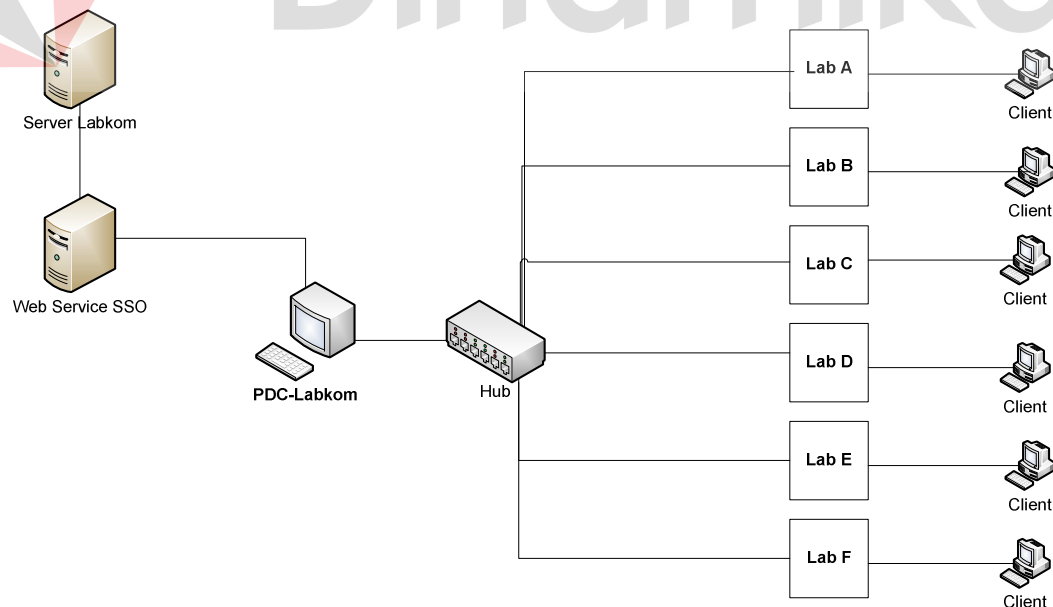 Dinamika
Server Labkom
Web Service SSO
PDC-Labkom
Hub
Lab A
Client
Lab B
Client
Lab C
Client
Lab D
Client
Lab E
Client
Lab F
Client